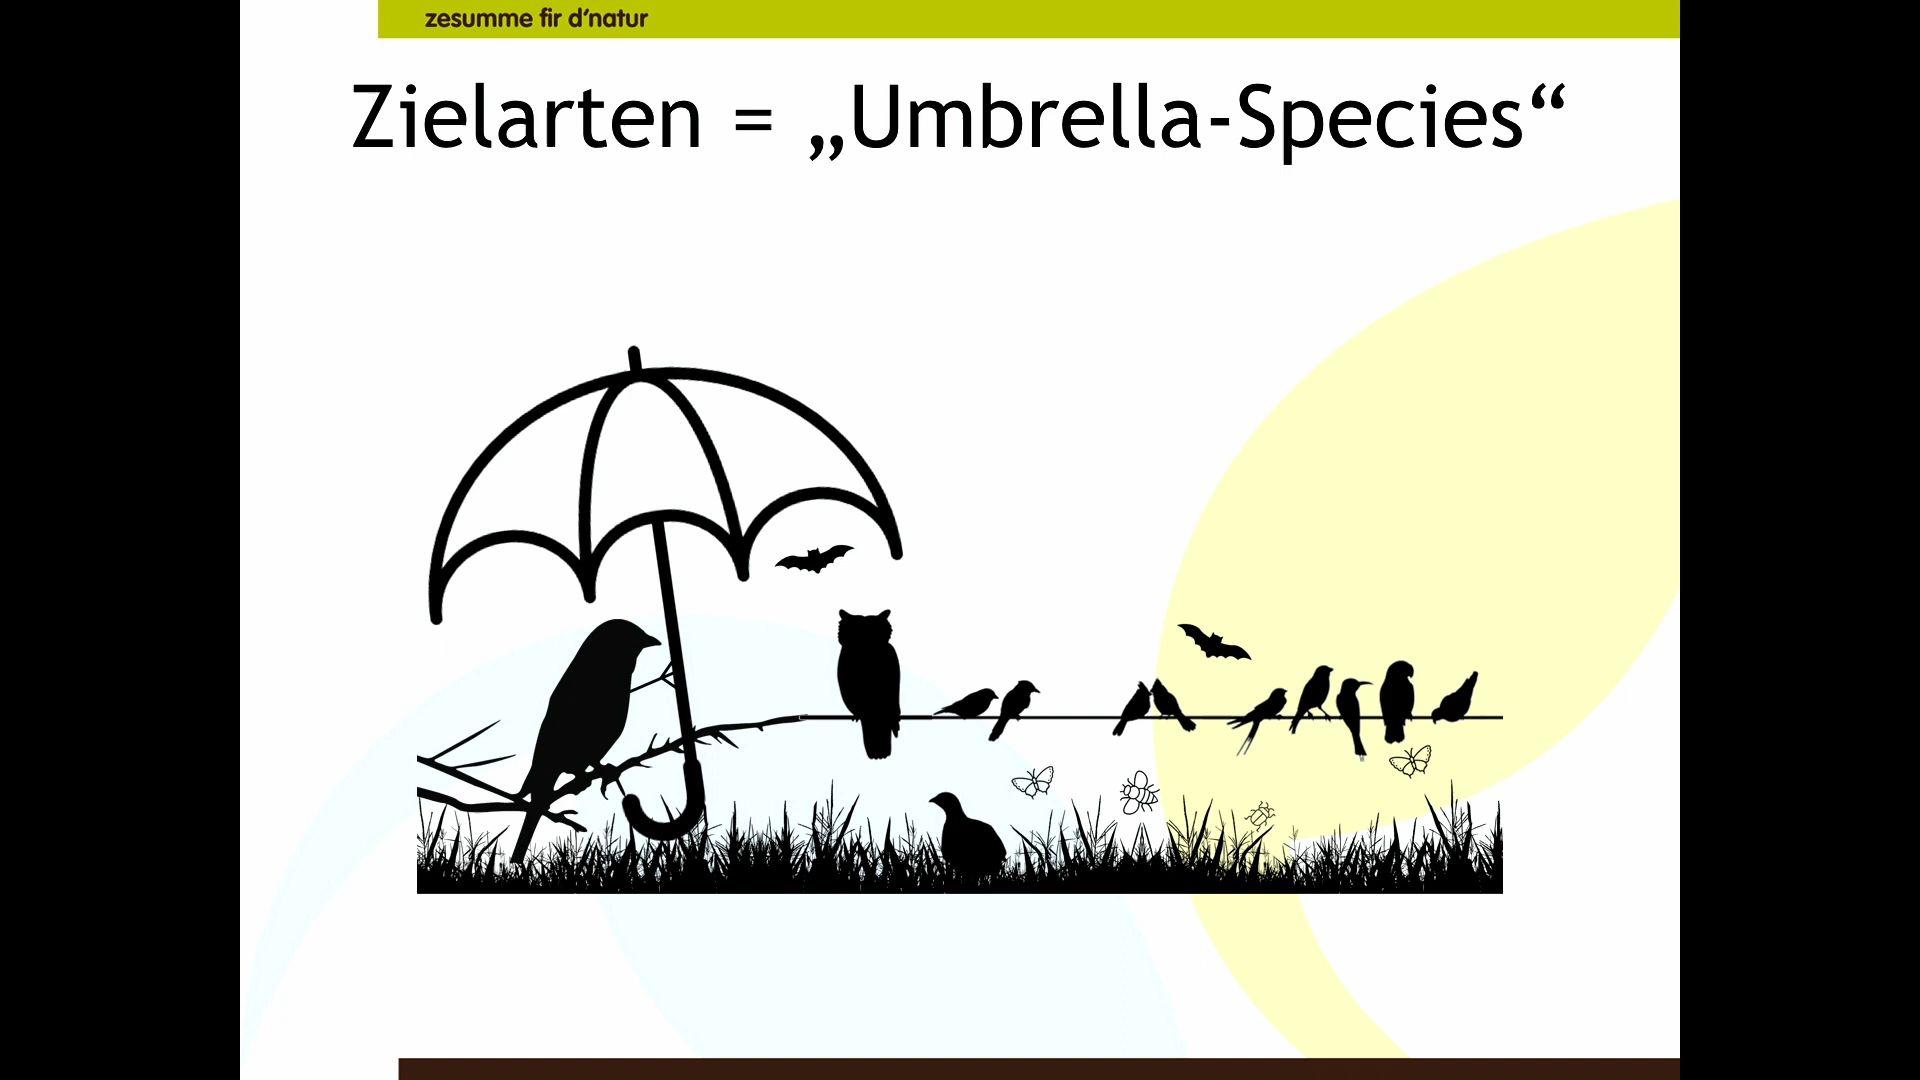 zesumme fir d'natur
Zielarten = „Umbrella-Species“